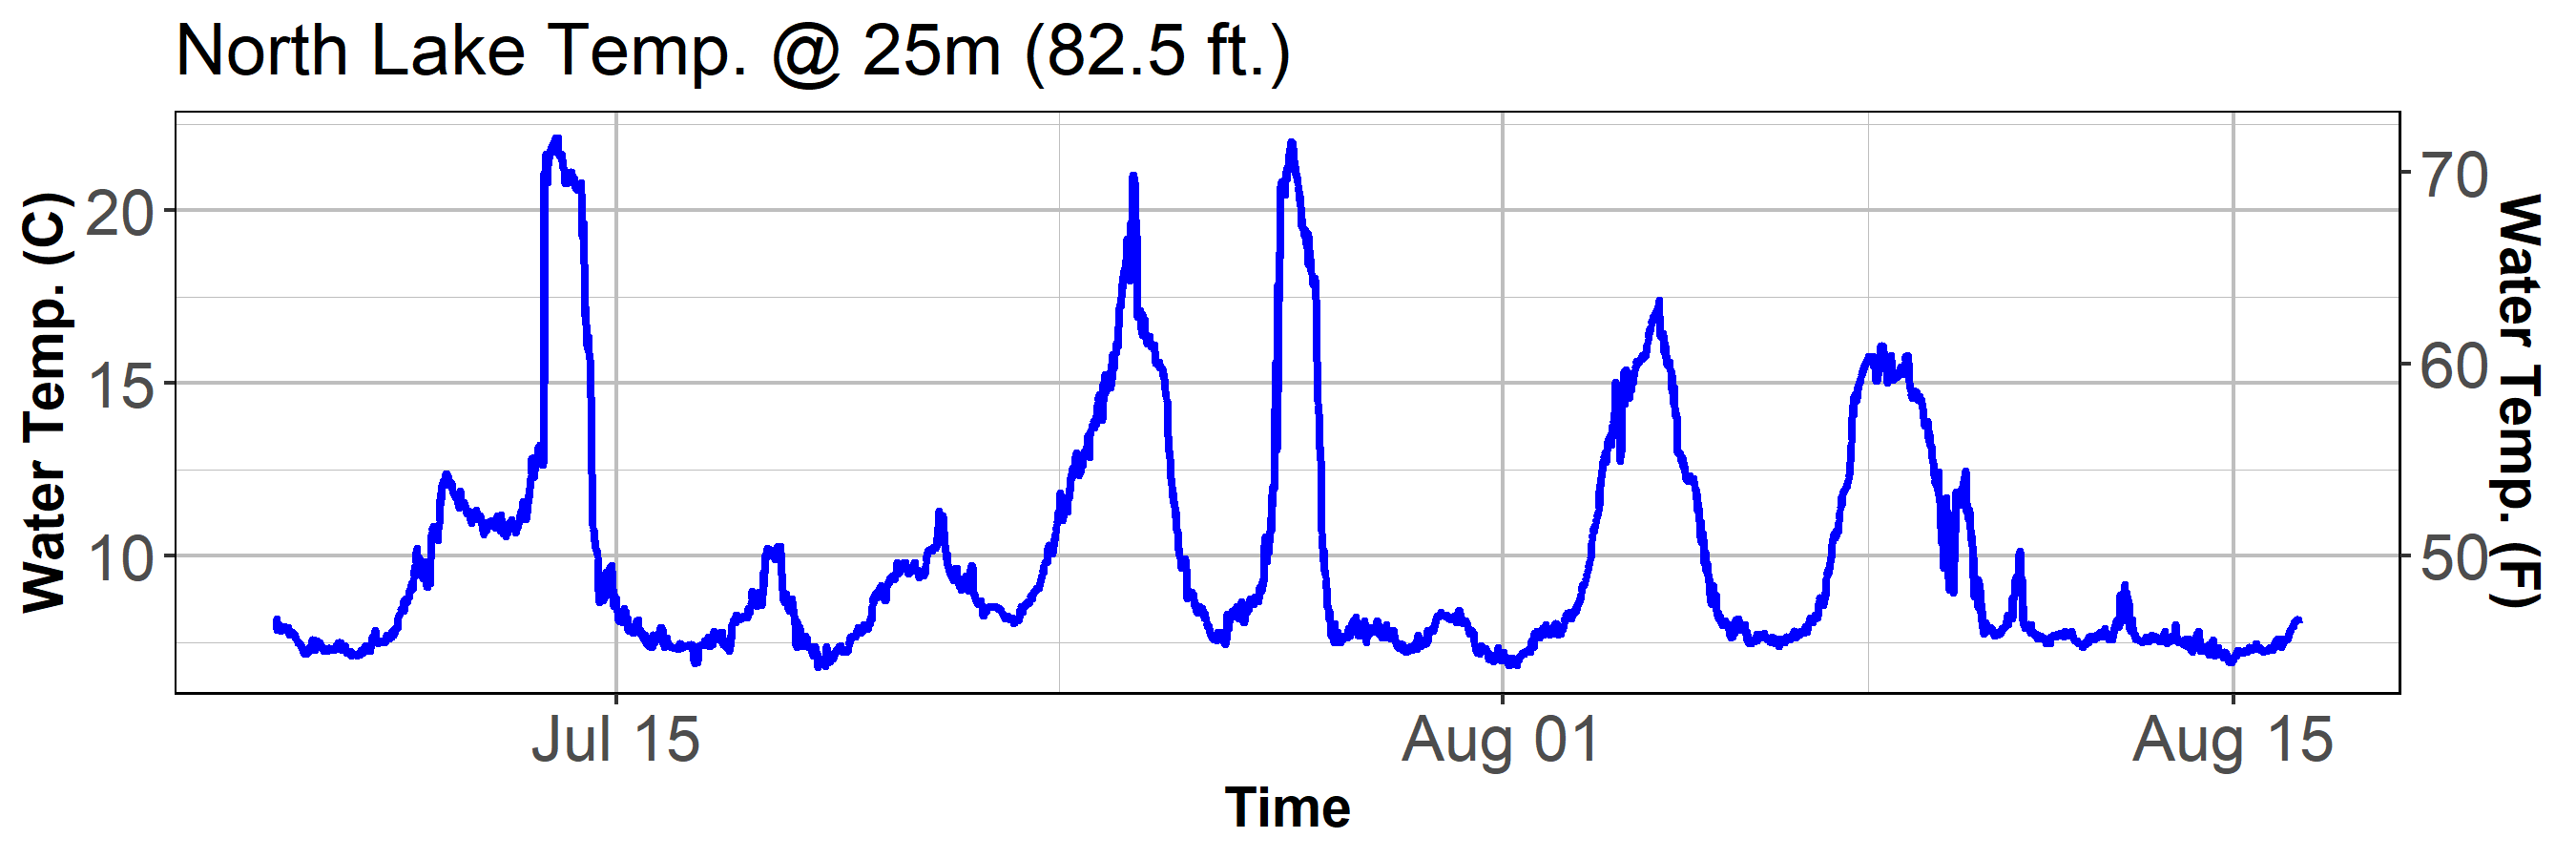 North Lake Temp. @ 25m (82.5 ft.)
Water Temp. (C)
20
15
10
70
60
50
Water Temp. (F)
Jul 15
Aug 01
Aug 15
Time